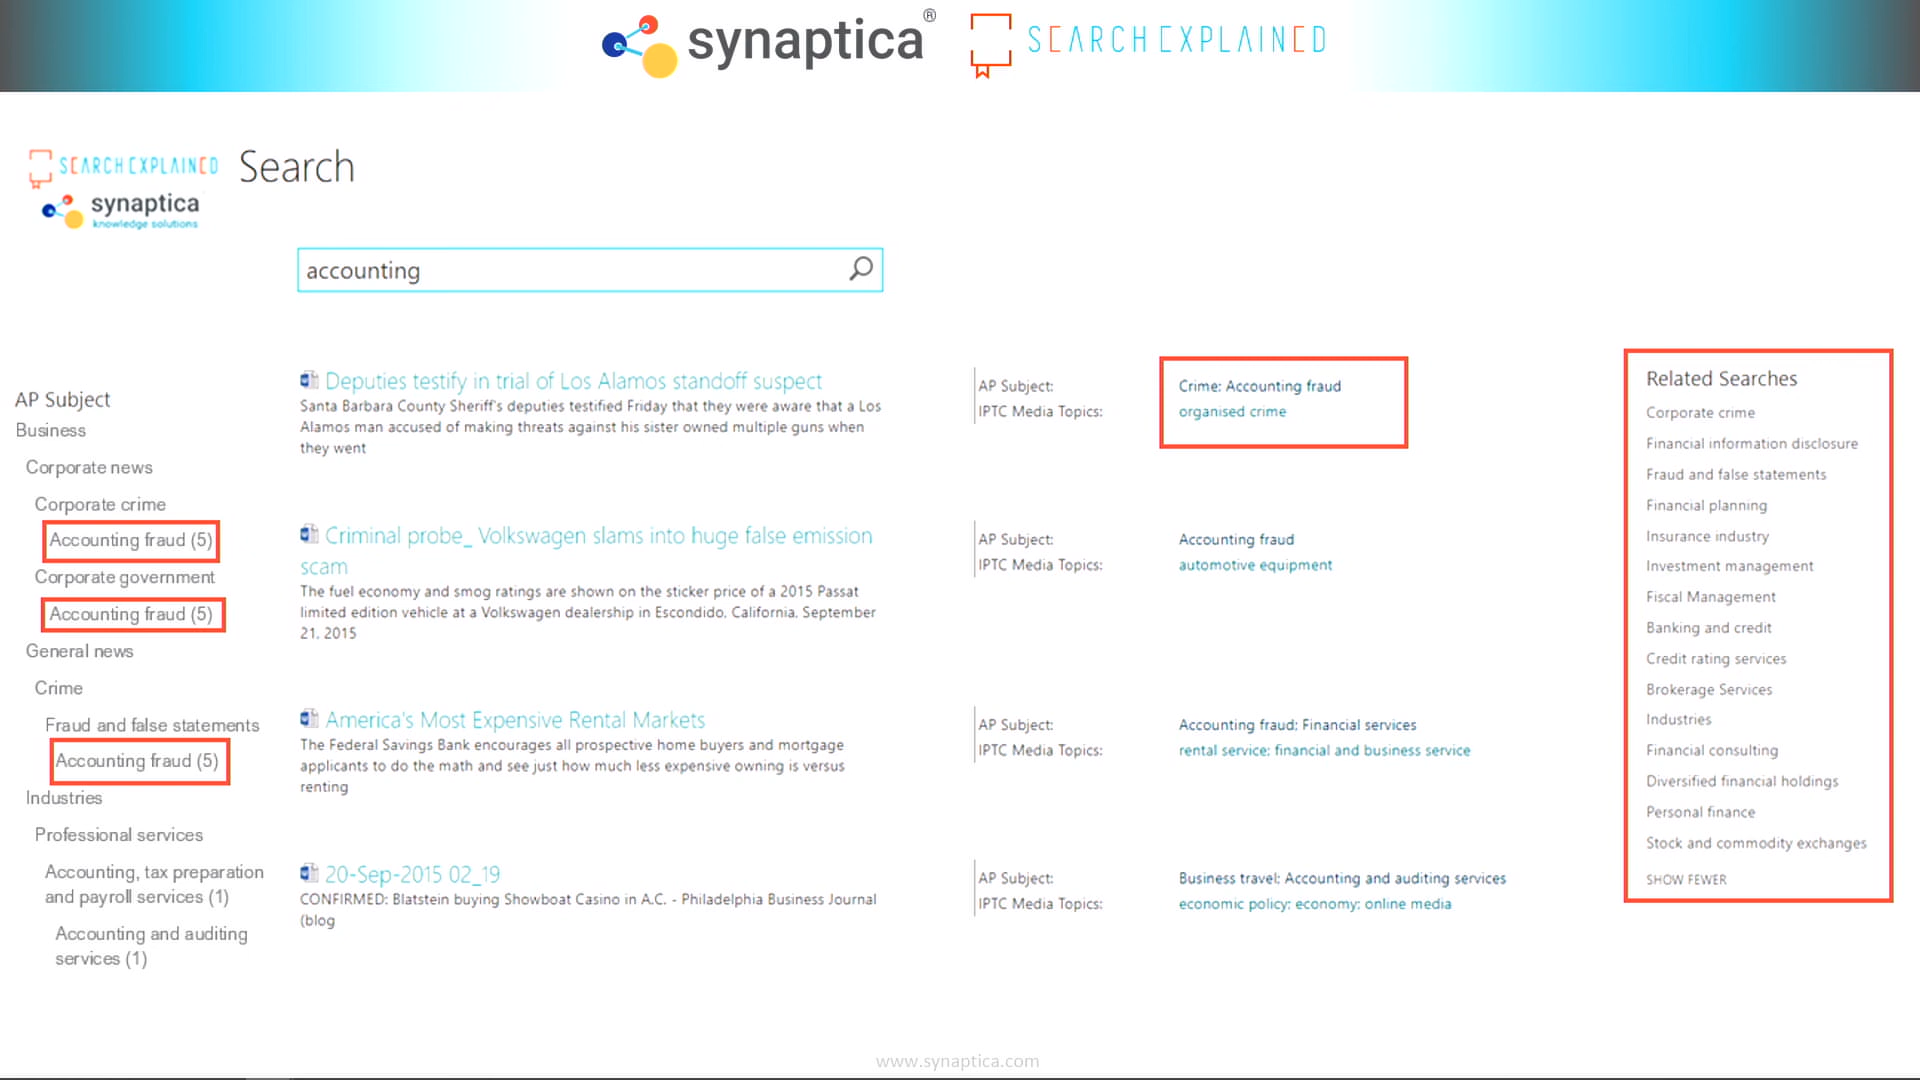 synaptica®
SEARCH EXPLAINED
SEARCH EXPLAINED
synaptica
knowledge solutions
Search
accounting
AP Subject
Business
Corporate news
Corporate crime
Accounting fraud (5)
Corporate government
Accounting fraud (5)
General news
Crime
Fraud and false statements
Accounting fraud (5)
Industries
Professional services
Accounting, tax preparation
and payroll services (1)
Accounting and auditing
services (1)
Deputies testify in trial of Los Alamos standoff suspect
Santa Barbara County Sheriff's deputies testified Friday that they were aware that a Los
Alamos man accused of making threats against his sister owned multiple guns when
they went
AP Subject: Crime; Accounting fraud
IPTC Media Topics: organised crime
Criminal probe_ Volkswagen slams into huge false emission
scam
The fuel economy and smog ratings are shown on the sticker price of a 2015 Passat
limited edition vehicle at a Volkswagen dealership in Escondido, California, September
21, 2015
AP Subject: Accounting fraud
IPTC Media Topics: automotive equipment
America's Most Expensive Rental Markets
The Federal Savings Bank encourages all prospective home buyers and mortgage
applicants to do the math and see just how much less expensive owning is versus
renting
AP Subject: Accounting fraud; Financial services
IPTC Media Topics: rental service; financial and business service
20-Sep-2015 02_19
CONFIRMED: Blatstein buying Showboat Casino in A.C. - Philadelphia Business Journal
(blog
AP Subject: Business travel; Accounting and auditing services
IPTC Media Topics: economic policy; economy; online media
Related Searches
Corporate crime
Financial information disclosure
Fraud and false statements
Financial planning
Insurance industry
Investment management
Fiscal Management
Banking and credit
Credit rating services
Brokerage Services
Industries
Financial consulting
Diversified financial holdings
Personal finance
Stock and commodity exchanges
SHOW FEWER
www.synaptica.com